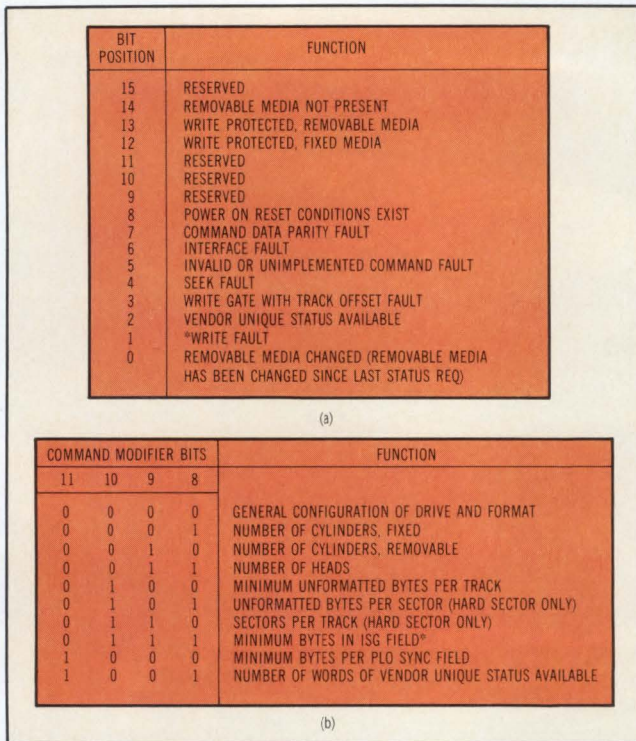 BIT POSITION FUNCTION
15 RESERVED
14 REMOVABLE MEDIA NOT PRESENT
13 WRITE PROTECTED, REMOVABLE MEDIA
12 WRITE PROTECTED, FIXED MEDIA
11 RESERVED
10 RESERVED
9 RESERVED
8 POWER ON RESET CONDITIONS EXIST
7 COMMAND DATA PARITY FAULT
6 INTERFACE FAULT
5 INVALID OR UNIMPLEMENTED COMMAND FAULT
4 SEEK FAULT
3 WRITE GATE WITH TRACK OFFSET FAULT
2 VENDOR UNIQUE STATUS AVAILABLE
1 *WRITE FAULT
0 REMOVABLE MEDIA CHANGED (REMOVABLE MEDIA
HAS BEEN CHANGED SINCE LAST STATUS REQ)
(a)
COMMAND MODIFIER BITS FUNCTION
11 10 9 8
0 0 0 0 GENERAL CONFIGURATION OF DRIVE AND FORMAT
0 0 0 1 NUMBER OF CYLINDERS, FIXED
0 0 1 0 NUMBER OF CYLINDERS, REMOVABLE
0 0 1 1 NUMBER OF HEADS
0 1 0 0 MINIMUM UNFORMATTED BYTES PER TRACK
0 1 0 1 UNFORMATTED BYTES PER SECTOR (HARD SECTOR ONLY)
0 1 1 0 SECTORS PER TRACK (HARD SECTOR ONLY)
0 1 1 1 MINIMUM BYTES IN ISG FIELD*
1 0 0 0 MINIMUM BYTES PER PLO SYNC FIELD
1 0 0 1 NUMBER OF WORDS OF VENDOR UNIQUE STATUS AVAILABLE
(b)